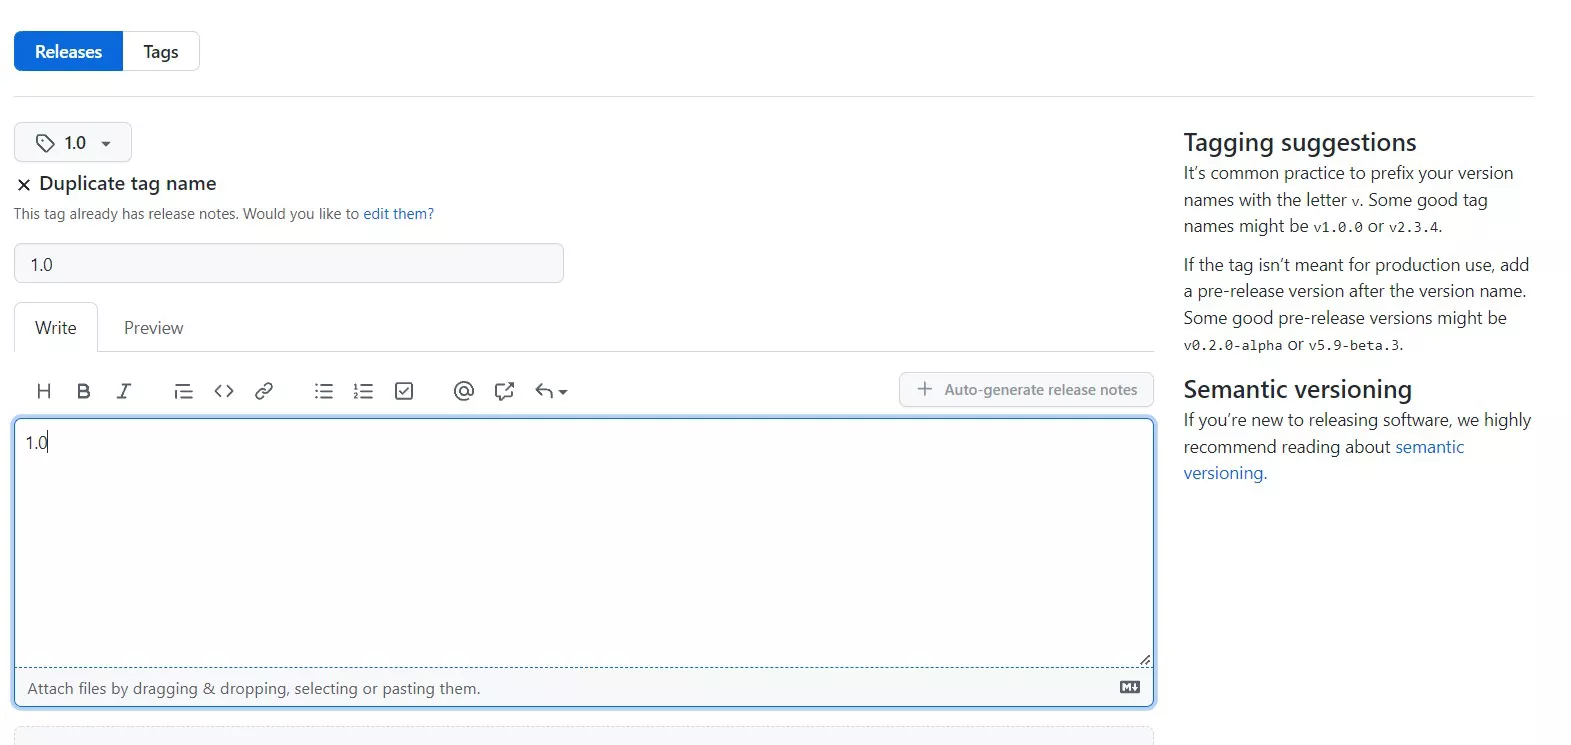 Releases Tags
1.0
Duplicate tag name
This tag already has release notes. Would you like to edit them?
1.0
Write Preview
H B I
Auto-generate release notes
1.0
Attach files by dragging & dropping, selecting or pasting them.
Tagging suggestions
It’s common practice to prefix your version
names with the letter v. Some good tag
names might be v1.0.0 or v2.3.4.
If the tag isn’t meant for production use, add
a pre-release version after the version name.
Some good pre-release versions might be
v0.2.0-alpha or v5.9-beta.3.
Semantic versioning
If you’re new to releasing software, we highly
recommend reading about semantic
versioning.